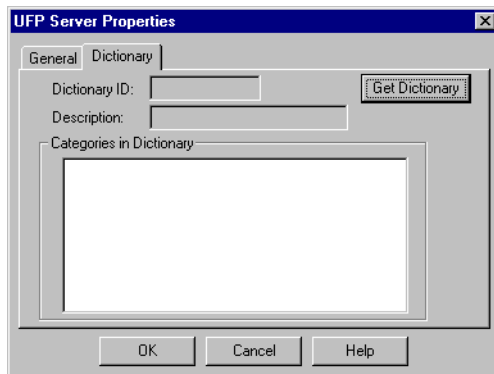 UFP Server Properties
General Dictionary
Dictionary ID: Get Dictionary
Description:
Categories in Dictionary
OK Cancel Help